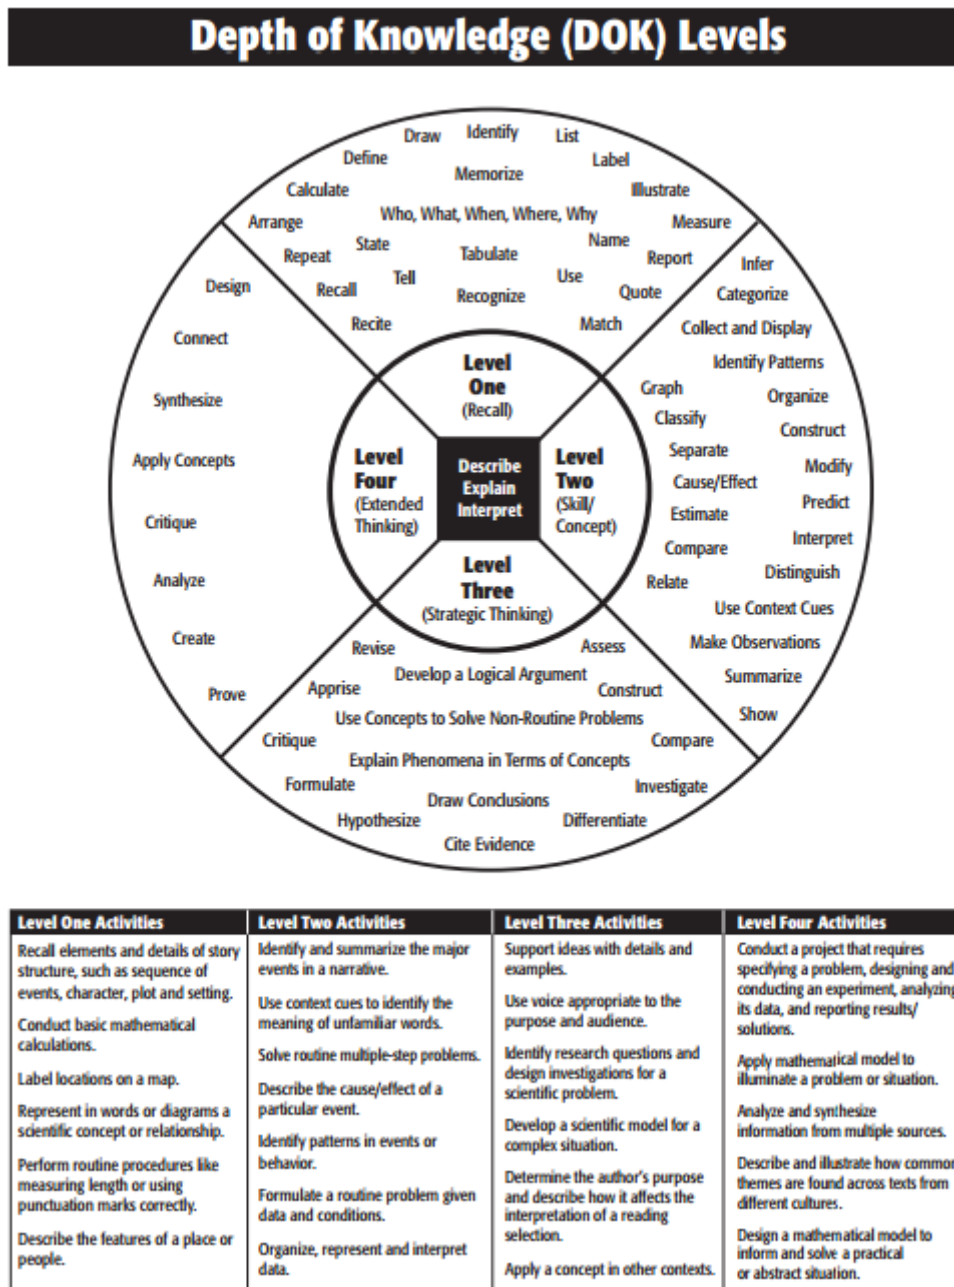 Depth of Knowledge (DOK) Levels
Draw Identify List
Define Label
Memorize
Calculate Illustrate
Arrange Who, What, When, Where, Why Measure
Repeat State Tabulate Name Report
Recall Tell Recognize Use Quote
Recite Match
Level
One
(Recall)
Infer
Categorize
Collect and Display
Identify Patterns
Graph Organize
Classify Construct
Separate Modify
Cause/Effect Predict
Estimate Interpret
Compare Distinguish
Relate
Use Context Cues
Make Observations
Summarize
Show
Level
Two
(Skill/
Concept)
Describe
Explain
Interpret
Level
Three
(Strategic Thinking)
Revise Assess
Apprise Develop a Logical Argument Construct
Use Concepts to Solve Non-Routine Problems
Critique Compare
Explain Phenomena in Terms of Concepts
Formulate Investigate
Draw Conclusions
Hypothesize Differentiate
Cite Evidence
Level
Four
(Extended
Thinking)
Design
Connect
Synthesize
Apply Concepts
Critique
Analyze
Create
Prove
Level One Activities
Recall elements and details of story
structure, such as sequence of
events, character, plot and setting.
Conduct basic mathematical
calculations.
Label locations on a map.
Represent in words or diagrams a
scientific concept or relationship.
Perform routine procedures like
measuring length or using
punctuation marks correctly.
Describe the features of a place or
people.
Level Two Activities
Identify and summarize the major
events in a narrative.
Use context cues to identify the
meaning of unfamiliar words.
Solve routine multiple-step problems.
Describe the cause/effect of a
particular event.
Identify patterns in events or
behavior.
Formulate a routine problem given
data and conditions.
Organize, represent and interpret
data.
Level Three Activities
Support ideas with details and
examples.
Use voice appropriate to the
purpose and audience.
Identify research questions and
design investigations for a
scientific problem.
Develop a scientific model for a
complex situation.
Determine the author's purpose
and describe how it affects the
interpretation of a reading
selection.
Apply a concept in other contexts.
Level Four Activities
Conduct a project that requires
specifying a problem, designing and
conducting an experiment, analyzing
its data, and reporting results/
solutions.
Apply mathematical model to
illuminate a problem or situation.
Analyze and synthesize
information from multiple sources.
Describe and illustrate how common
themes are found across texts from
different cultures.
Design a mathematical model to
inform and solve a practical
or abstract situation.